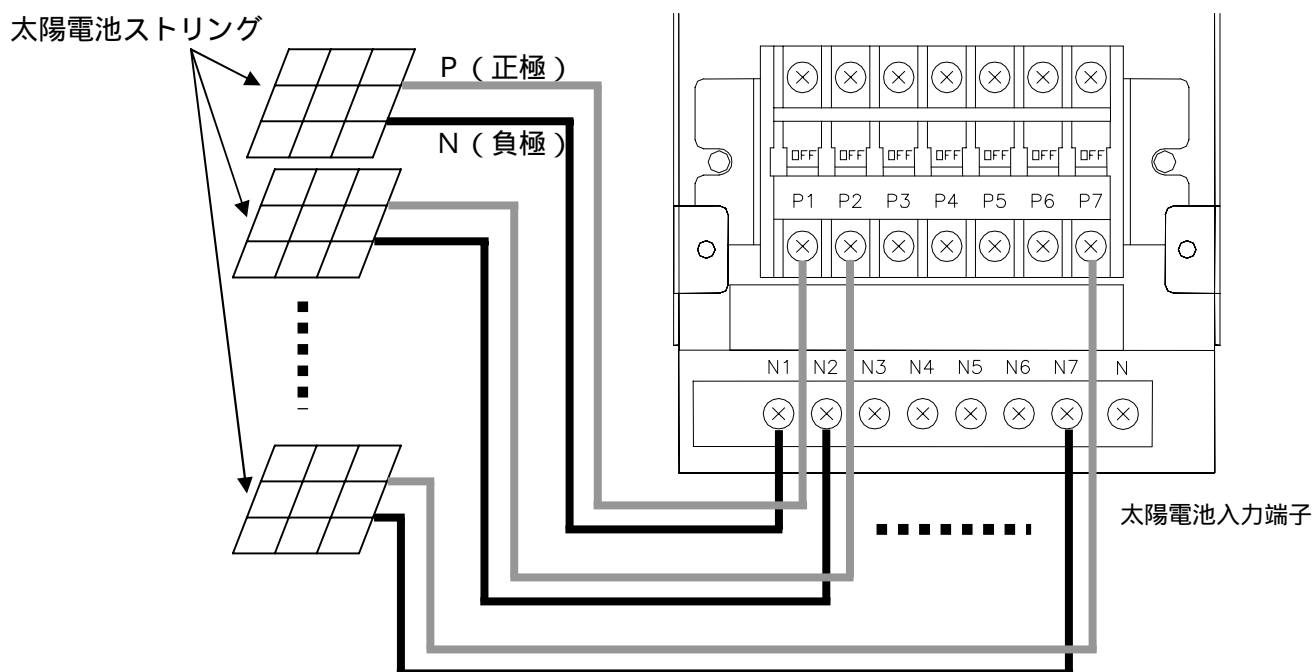 太陽電池ストリング
P（正極）
N（負極）
OFF OFF OFF OFF OFF OFF OFF
P1 P2 P3 P4 P5 P6 P7
N1 N2 N3 N4 N5 N6 N7 N
太陽電池入力端子